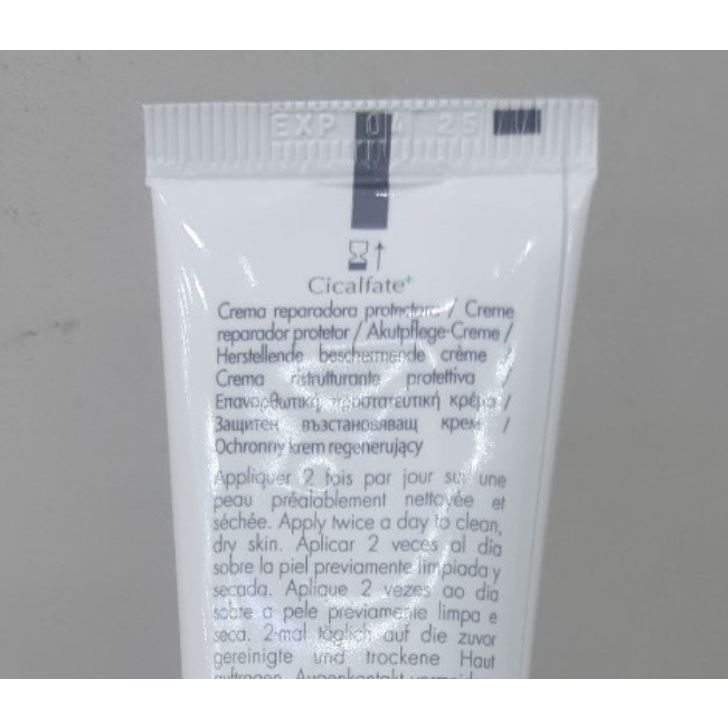 EXP 04 25
Cicalfate+
Crema reparadora protectora / Creme
reparador protetor / Akutpflege-Creme /
Herstellende beschermende crème /
Crema ristrutturante protettiva /
Επανορθωτική προστατευτική κρέμα /
Защитен възстановяващ крем /
Ochronny krem regenerujący
Appliquer 2 fois par jour sur une
peau préalablement nettoyée et
séchée. Apply twice a day to clean,
dry skin. Aplicar 2 veces al día
sobre la piel previamente limpiada y
secada. Aplique 2 vezes ao dia
sobre a pele previamente limpa e
seca. 2-mal täglich auf die zuvor
gereinigte und trockene Haut
auftragen. Augenkontakt